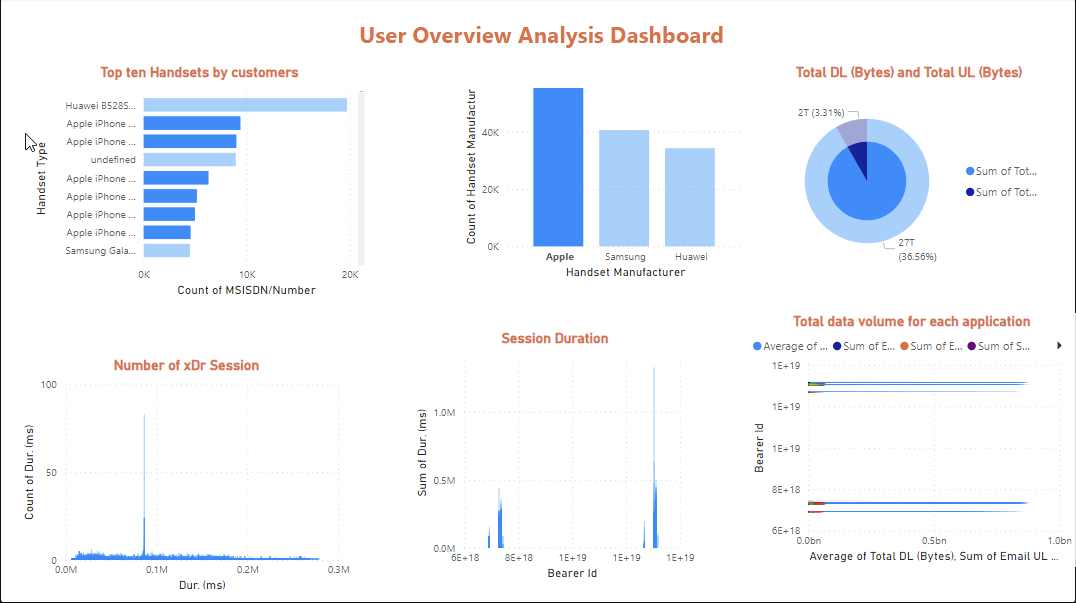 User Overview Analysis Dashboard
Top ten Handsets by customers
Handset Type
Huawei B528S...
Apple iPhone ...
Apple iPhone ...
undefined
Apple iPhone ...
Apple iPhone ...
Apple iPhone ...
Apple iPhone ...
Samsung Gala...
0K
10K
20K
Count of MSISDN/Number
Count of Handset Manufactur
40K
20K
0K
Apple
Samsung
Huawei
Handset Manufacturer
Total DL (Bytes) and Total UL (Bytes)
2T (3.31%)
27T
(36.56%)
Sum of Tot...
Sum of Tot...
Number of xDr Session
Count of Dur. (ms)
100
50
0
0.0M
0.1M
0.2M
0.3M
Dur. (ms)
Session Duration
Sum of Dur. (ms)
1.0M
0.5M
0.0M
6E+18
8E+18
1E+19
1E+19
1E+19
Bearer Id
Total data volume for each application
Average of ...
Sum of E...
Sum of E...
Sum of S...
Bearer Id
1E+19
1E+19
1E+19
8E+18
6E+18
0.0bn
0.5bn
1.0bn
Average of Total DL (Bytes), Sum of Email UL ...